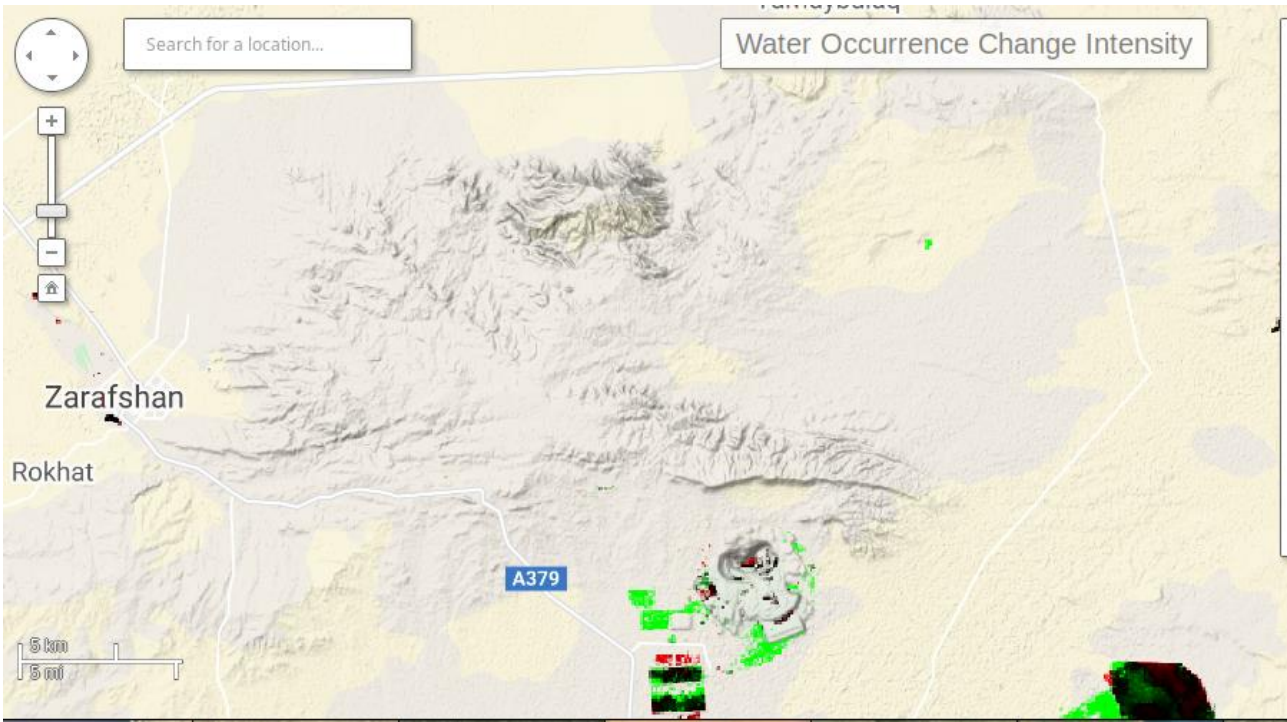 Search for a location...
Water Occurrence Change Intensity
Zarafshan
Rokhat
A379
5 km
5 mi